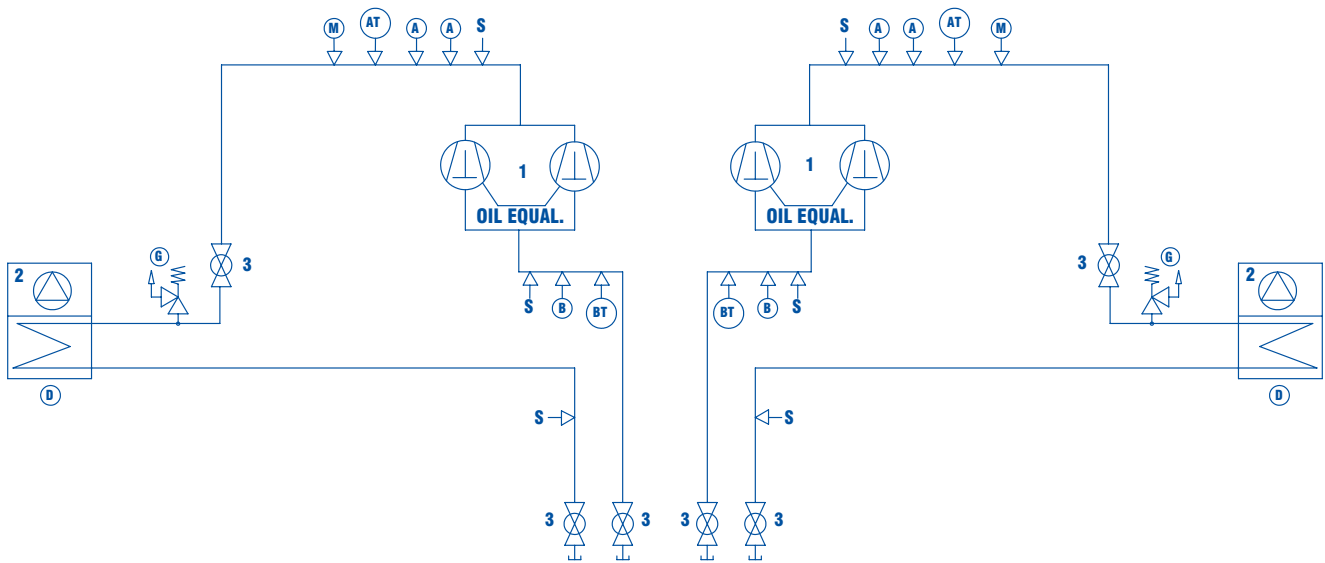 M AT A A S S A A AT M
1 1
OIL EQUAL. OIL EQUAL.
G 3 3 G
2 2
S B BT BT B S
D D
S S
3 3 3 3